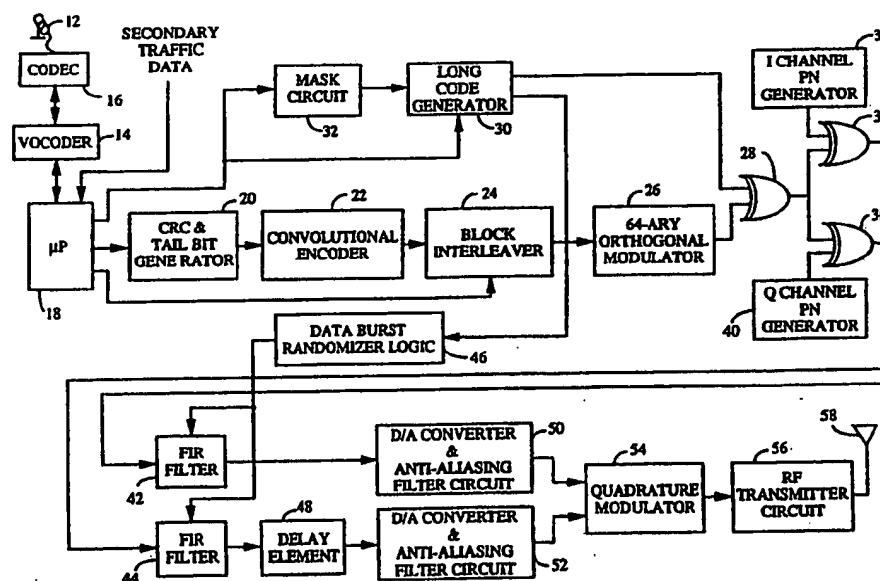 12
SECONDARY
TRAFFIC
DATA
CODEC
16
MASK
CIRCUIT
32
LONG
CODE
GENERATOR
30
I CHANNEL
PN
GENERATOR
VOCODER
14
28
20
22
24
26
μP
18
CRC &
TAIL BIT
GENERATOR
CONVOLUTIONAL
ENCODER
BLOCK
INTERLEAVER
64-ARY
ORTHOGONAL
MODULATOR
Q CHANNEL
PN
GENERATOR
40
DATA BURST
RANDOMIZER LOGIC
46
FIR
FILTER
42
D/A CONVERTER
&
ANTI-ALIASING
FILTER CIRCUIT
50
54
QUADRATURE
MODULATOR
56
RF
TRANSMITTER
CIRCUIT
58
FIR
FILTER
44
48
DELAY
ELEMENT
D/A CONVERTER
&
ANTI-ALIASING
FILTER CIRCUIT
52